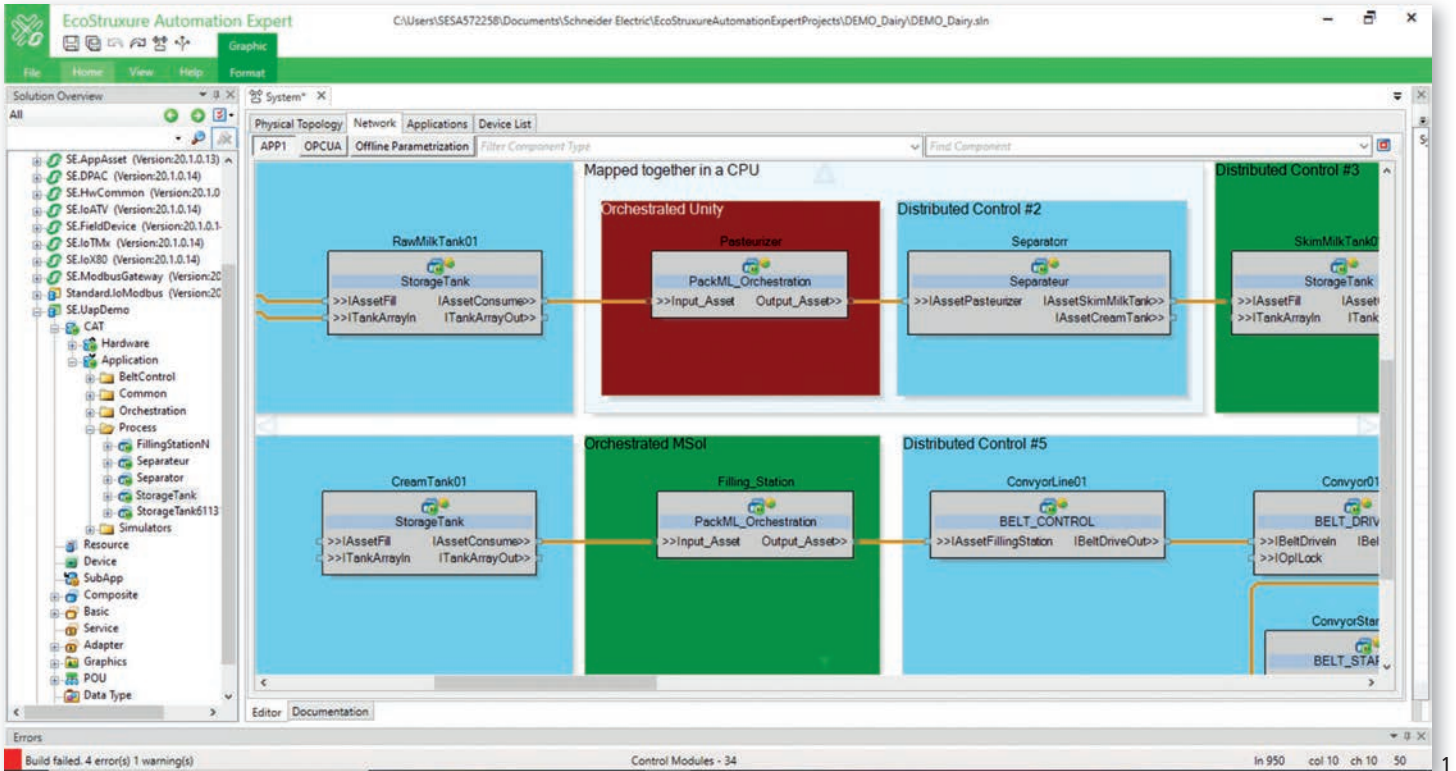 EcoStruxure Automation Expert
C:\Users\SESA572258\Documents\Schneider Electric\EcoStruxureAutomationExpertProjects\DEMO_Dairy\DEMO_Dairy.sln
Graphic
File Home View Help Format
Solution Overview
All
SE.AppAsset (Version:20.1.0.13)
SE.DPAC (Version:20.1.0.14)
SE.HwCommon (Version:20.1.0
SE.IoATV (Version:20.1.0.14)
SE.FieldDevice (Version:20.1.0.1
SE.IoTMx (Version:20.1.0.14)
SE.IoX80 (Version:20.1.0.14)
SE.ModbusGateway (Version:20
Standard.IoModbus (Version:20
SE.UapDemo
CAT
Hardware
Application
BeltControl
Common
Orchestration
Process
FillingStationN
Separateur
Separator
StorageTank
StorageTank6113
Simulators
Resource
Device
SubApp
Composite
Basic
Service
Adapter
Graphics
POU
Data Type
System*
Physical Topology Network Applications Device List
APP1 OPCUA Offline Parametrization Filter Component Type Find Component
Mapped together in a CPU
Distributed Control #3
Orchestrated Unity
Distributed Control #2
RawMilkTank01
StorageTank
>>IAssetFill IAssetConsume>>
>>ITankArrayIn ITankArrayOut>>
Pasteurizer
PackML_Orchestration
>>Input_Asset Output_Asset>>
Separatorr
Separateur
>>IAssetPasteurizer IAssetSkimMilkTank>>
IAssetCreamTank>>
SkimMilkTank0
StorageTank
>>IAssetFill IAsset
>>ITankArrayIn ITank
Orchestrated MSol
Distributed Control #5
CreamTank01
StorageTank
>>IAssetFill IAssetConsume>>
>>ITankArrayIn ITankArrayOut>>
Filling_Station
PackML_Orchestration
>>Input_Asset Output_Asset>>
ConvyorLine01
BELT_CONTROL
>>IAssetFillingStation IBeltDriveOut>>
Convyor01
BELT_DRIV
>>IBeltDriveIn IBel
>>IOplLock
ConvyorStar
BELT_STAR
Editor Documentation
Errors
Build failed. 4 error(s) 1 warning(s)
Control Modules - 34
ln 950 col 10 ch 10 50
1